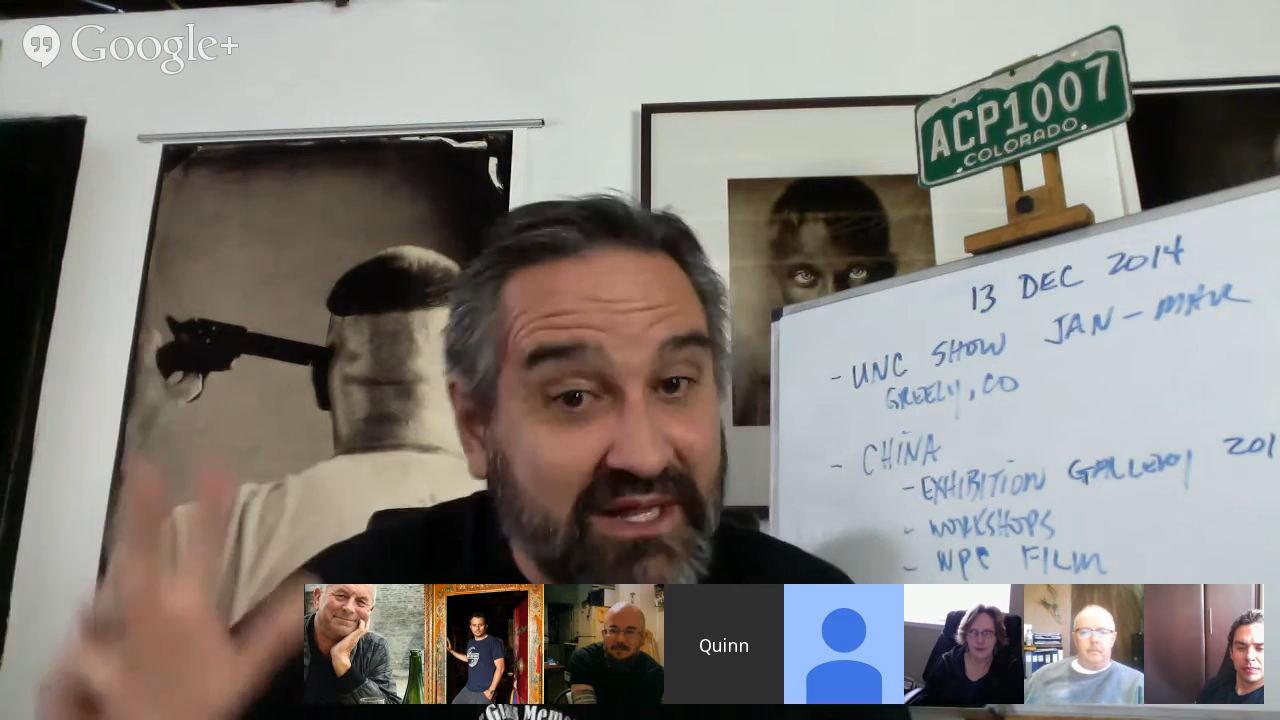 Google+
ACP1007
COLORADO
13 DEC 2014
- UNC SHOW JAN - MAR
GREELY, CO
- CHINA
- EXHIBITION GALLERY 201
- WORKSHOPS
- WPC FILM
Quinn